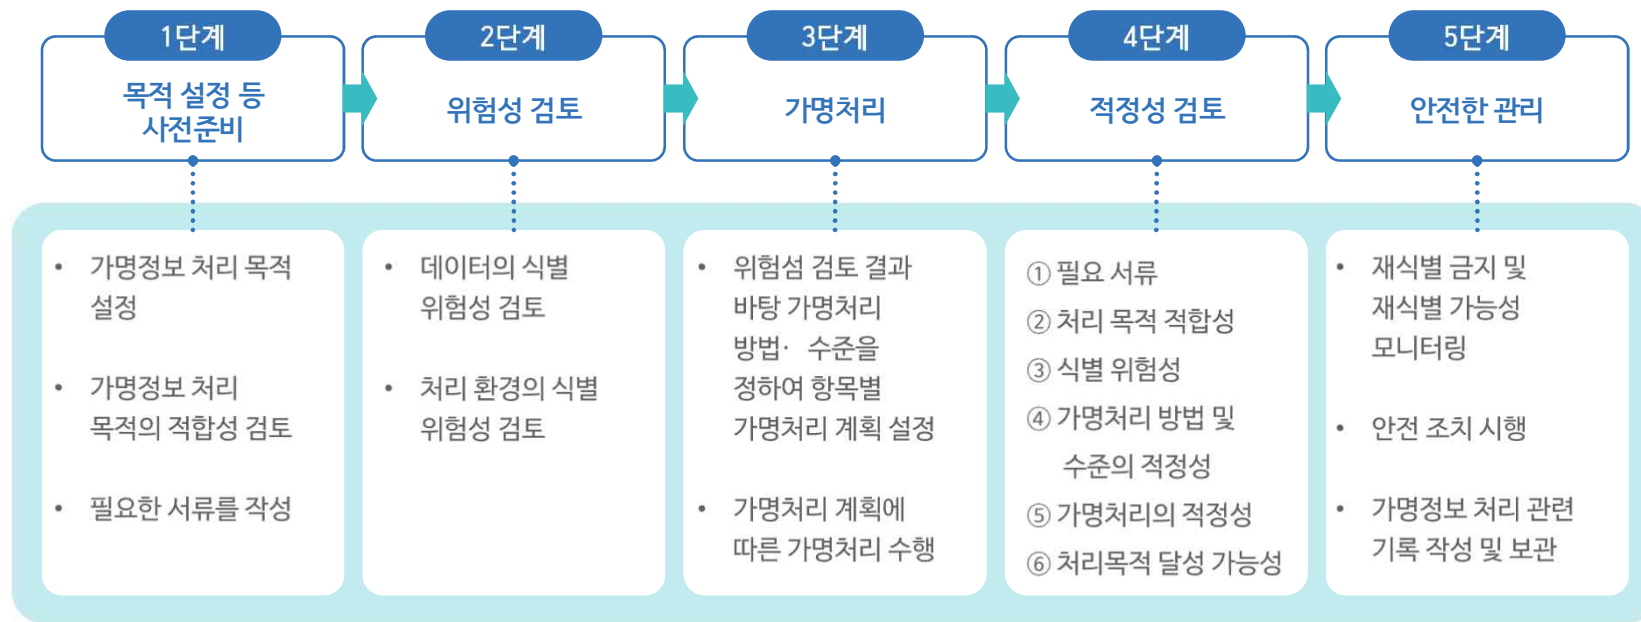 1단계
목적 설정 등
사전준비
2단계
위험성 검토
3단계
가명처리
4단계
적정성 검토
5단계
안전한 관리
• 가명정보 처리 목적
설정
• 가명정보 처리
목적의 적합성 검토
• 필요한 서류를 작성
• 데이터의 식별
위험성 검토
• 처리 환경의 식별
위험성 검토
• 위험섬 검토 결과
바탕 가명처리
방법· 수준을
정하여 항목별
가명처리 계획 설정
• 가명처리 계획에
따른 가명처리 수행
① 필요 서류
② 처리 목적 적합성
③ 식별 위험성
④ 가명처리 방법 및
수준의 적정성
⑤ 가명처리의 적정성
⑥ 처리목적 달성 가능성
• 재식별 금지 및
재식별 가능성
모니터링
• 안전 조치 시행
• 가명정보 처리 관련
기록 작성 및 보관